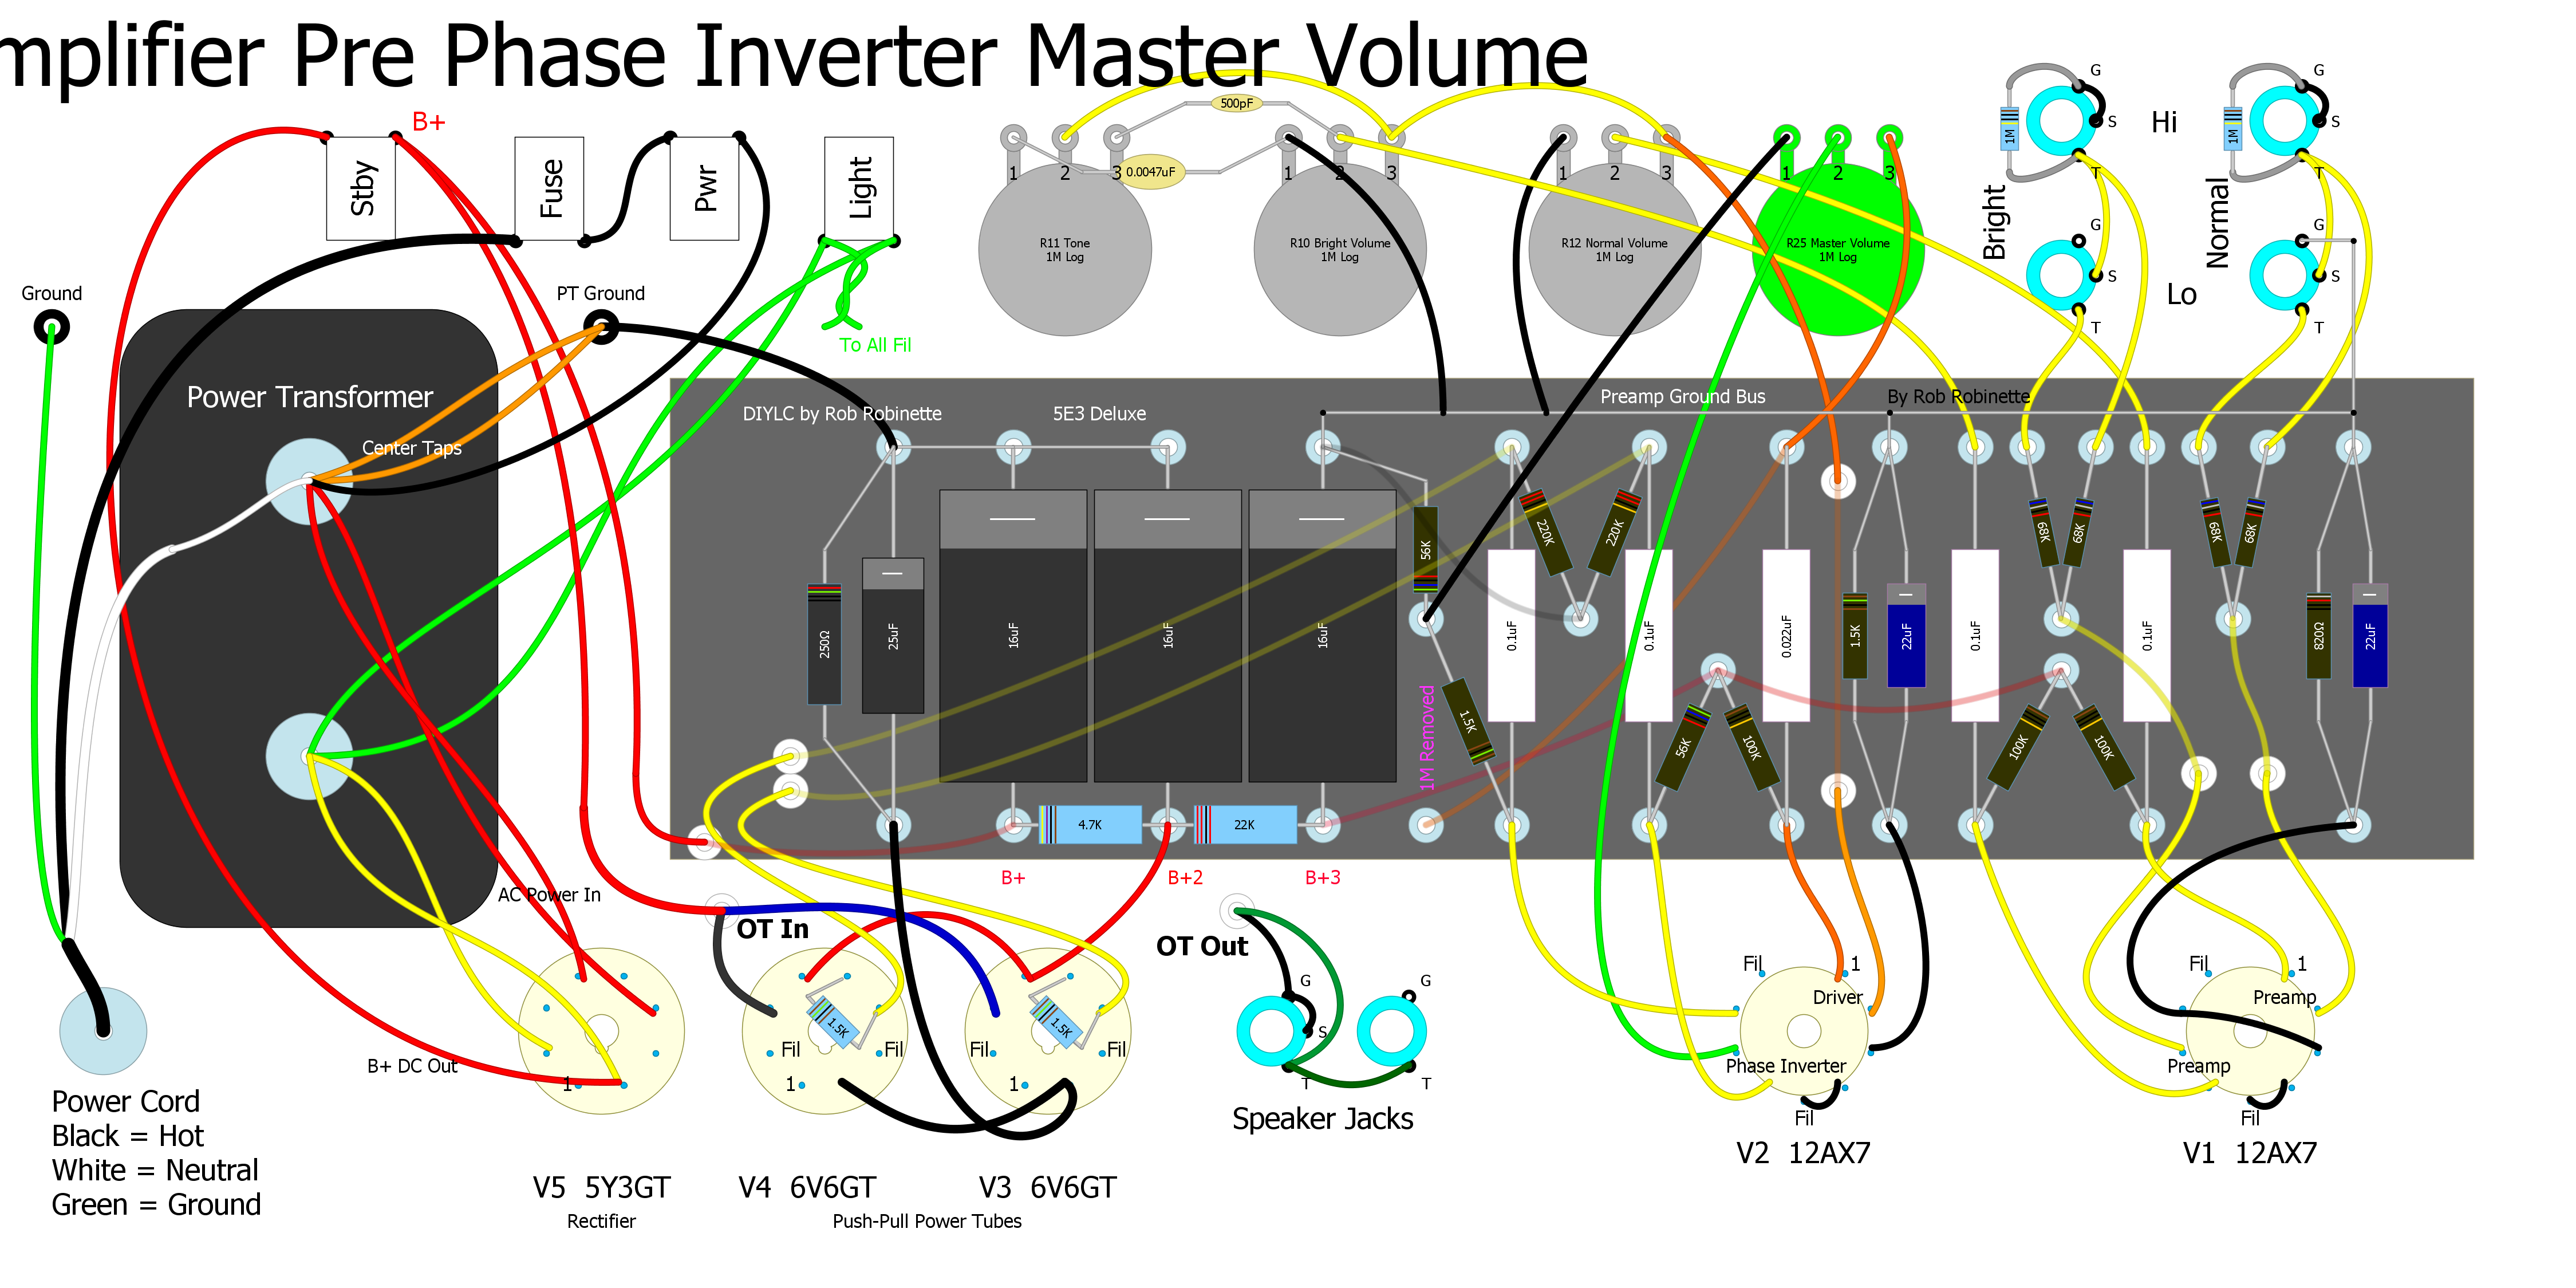 mplifier Pre Phase Inverter Master Volume
B+
Stby
Fuse
Pwr
Light
500pF
0.0047uF
1 2 3
R11 Tone
1M Log
1 2 3
R10 Bright Volume
1M Log
1 2 3
R12 Normal Volume
1M Log
1 2 3
R25 Master Volume
1M Log
G
S
T
1M
G
S
T
1M
Hi
Bright
Normal
G
S
T
G
S
T
Lo
Ground
PT Ground
To All Fil
Power Transformer
Center Taps
DIYLC by Rob Robinette
5E3 Deluxe
Preamp Ground Bus
By Rob Robinette
250Ω
25uF
16uF
16uF
16uF
56K
1.5K
1M Removed
0.1uF
220K
220K
0.1uF
56K
100K
0.022uF
1.5K
22uF
0.1uF
68K
68K
100K
100K
0.1uF
68K
68K
820Ω
22uF
4.7K
22K
B+
B+2
B+3
AC Power In
OT In
OT Out
B+ DC Out
1
1.5K
Fil
Fil
1
1.5K
Fil
Fil
1
G
S
T
G
T
Speaker Jacks
Fil
1
Driver
Phase Inverter
Fil
V2 12AX7
Fil
1
Preamp
Preamp
Fil
V1 12AX7
Power Cord
Black = Hot
White = Neutral
Green = Ground
V5 5Y3GT
Rectifier
V4 6V6GT
V3 6V6GT
Push-Pull Power Tubes